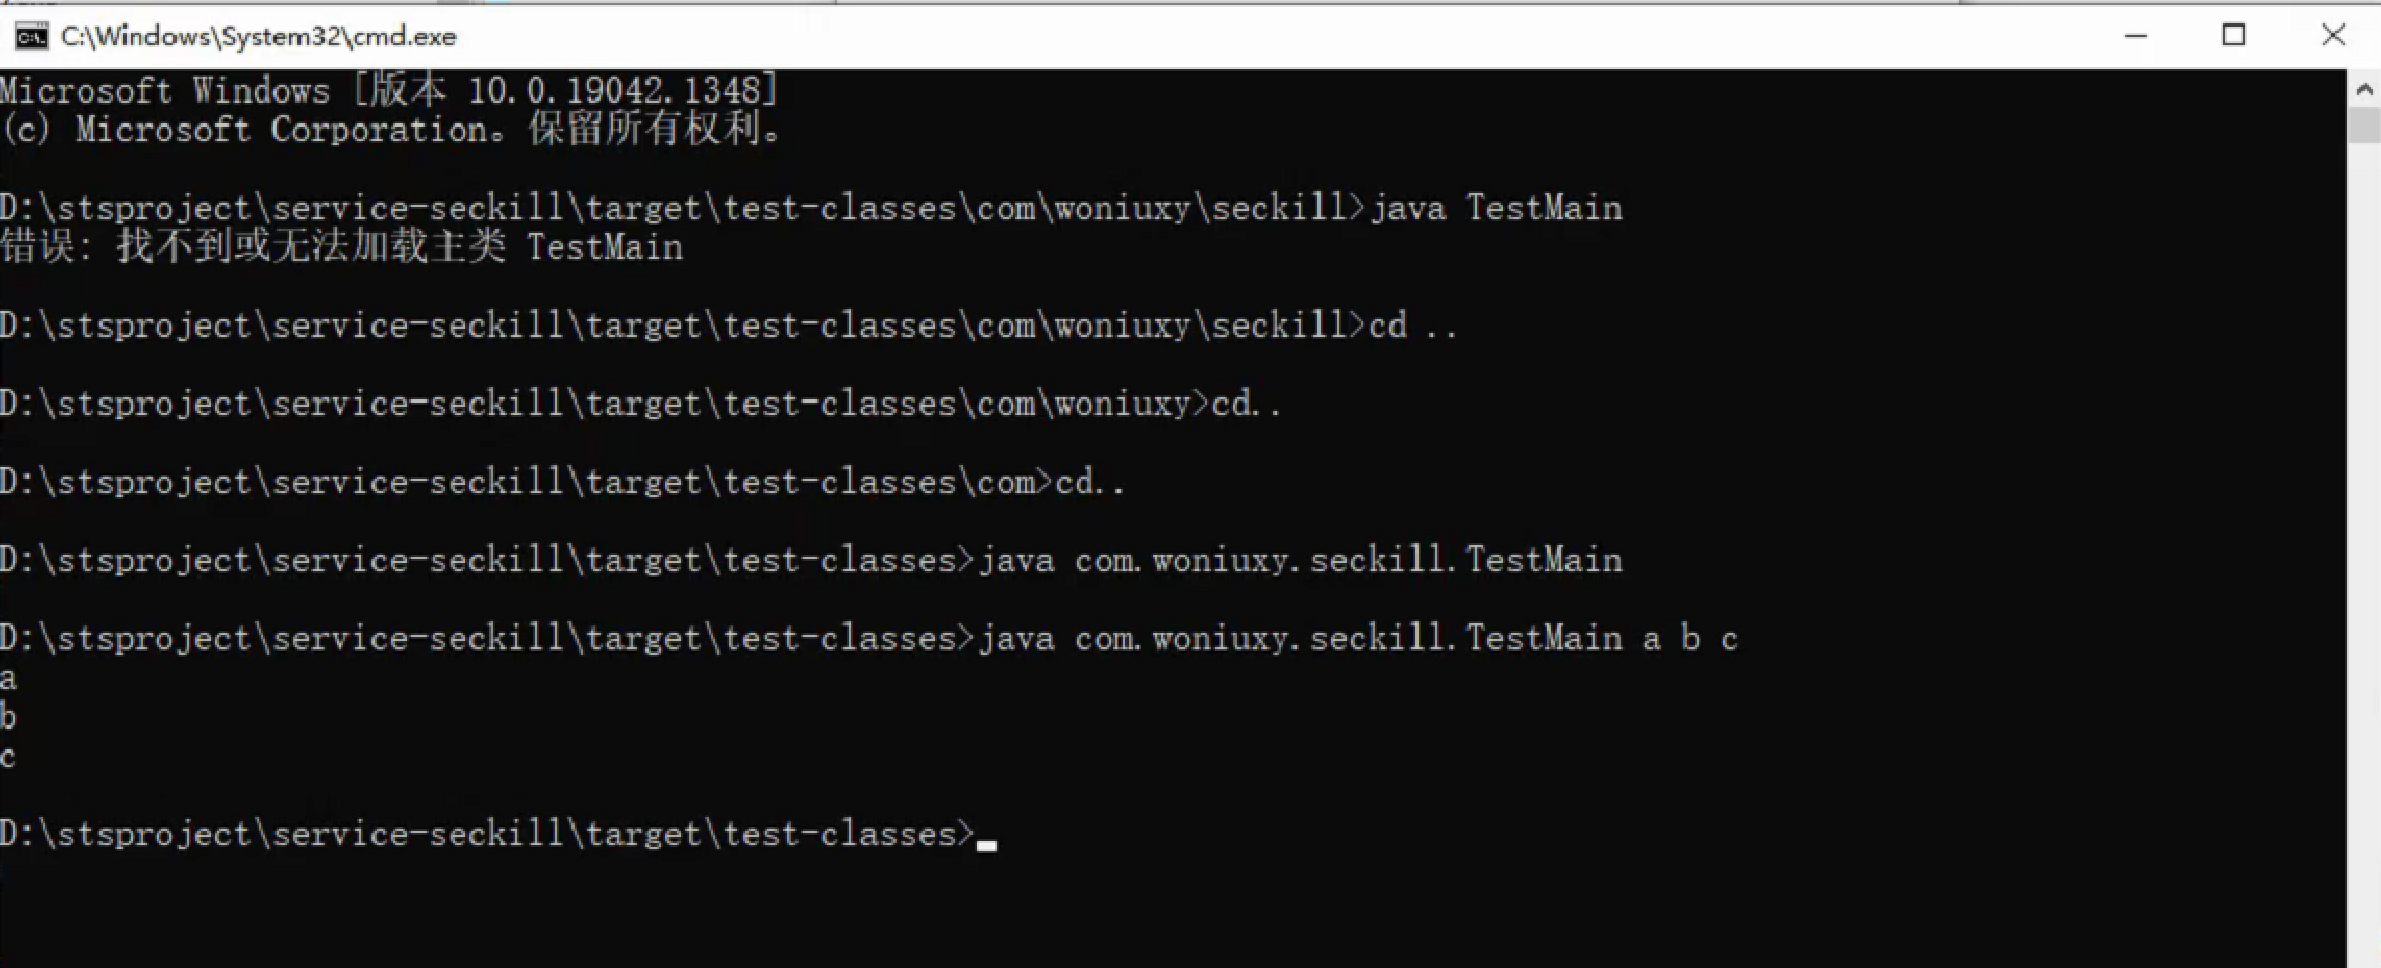 C:\Windows\System32\cmd.exe
Microsoft Windows [版本 10.0.19042.1348]
(c) Microsoft Corporation。保留所有权利。
D:\stsproject\service-seckill\target\test-classes\com\woniuxy\seckill>java TestMain
错误: 找不到或无法加载主类 TestMain
D:\stsproject\service-seckill\target\test-classes\com\woniuxy\seckill>cd ..
D:\stsproject\service-seckill\target\test-classes\com\woniuxy>cd..
D:\stsproject\service-seckill\target\test-classes\com>cd..
D:\stsproject\service-seckill\target\test-classes>java com.woniuxy.seckill.TestMain
D:\stsproject\service-seckill\target\test-classes>java com.woniuxy.seckill.TestMain a b c
a
b
c
D:\stsproject\service-seckill\target\test-classes>